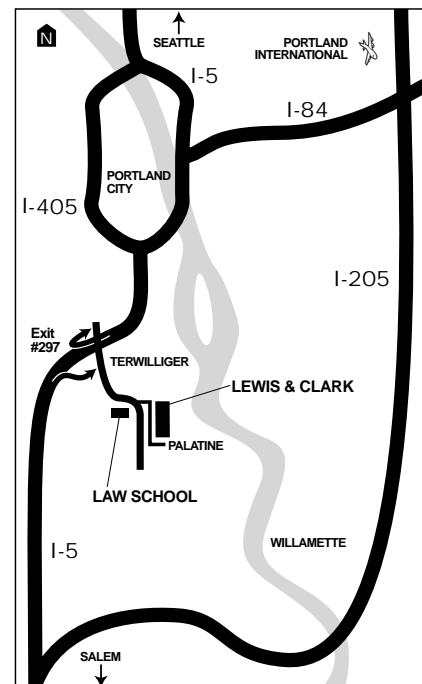 N
SEATTLE
PORTLAND
INTERNATIONAL
I-5
I-84
PORTLAND
CITY
I-405
I-205
Exit
#297
TERWILLIGER
LEWIS & CLARK
PALATINE
LAW SCHOOL
I-5
WILLAMETTE
SALEM